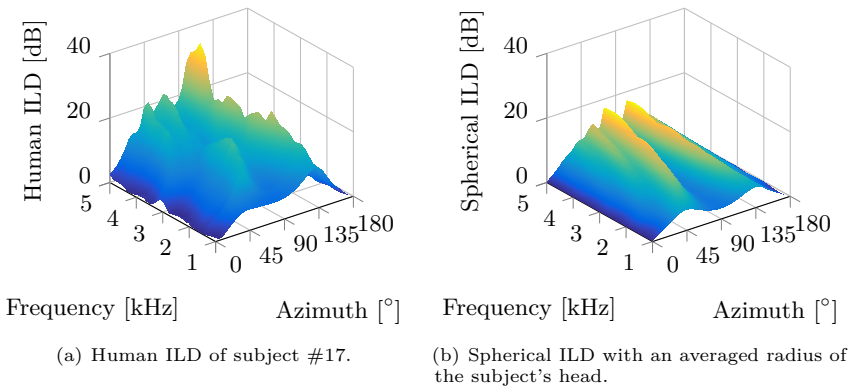 Human ILD [dB]
40
20
0
5
4
3
2
1
0
45
90
135
180
Frequency [kHz]
Azimuth [°]
(a) Human ILD of subject #17.
Spherical ILD [dB]
40
20
0
5
4
3
2
1
0
45
90
135
180
Frequency [kHz]
Azimuth [°]
(b) Spherical ILD with an averaged radius of
the subject's head.